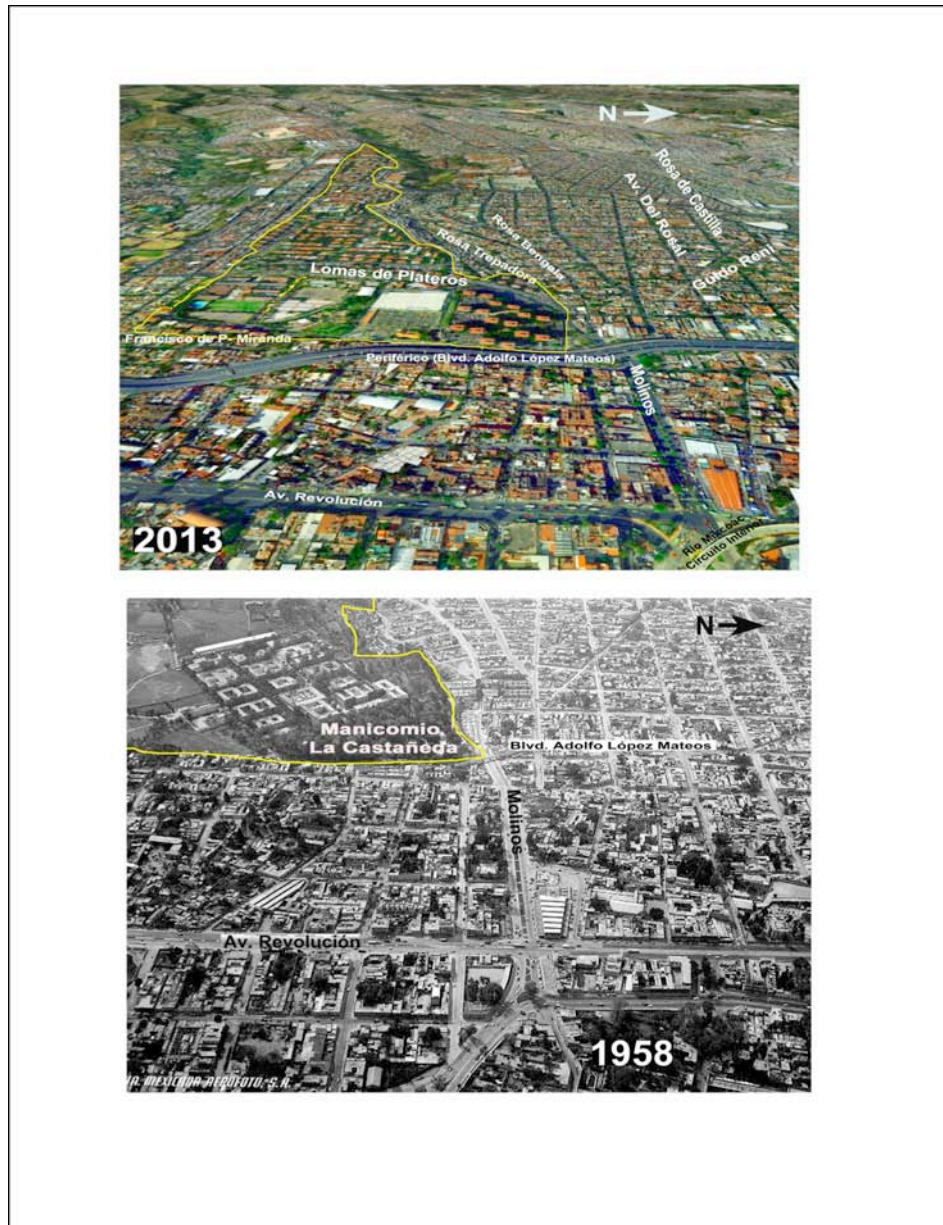 N
Rosa de Castilla
Av. Del Rosal
Rosa Bengala
Rosa Trepadora
Guido Reni
Lomas de Plateros
Francisco de P- Miranda
Periférico (Blvd. Adolfo López Mateos)
Molinos
Av. Revolución
2013
Rio Mixcoac
Circuito Interior
N
Manicomio
La Castañeda
Blvd. Adolfo López Mateos
Molinos
Av. Revolución
1958
IA. MEXICANA AEROFOTO, S. A.